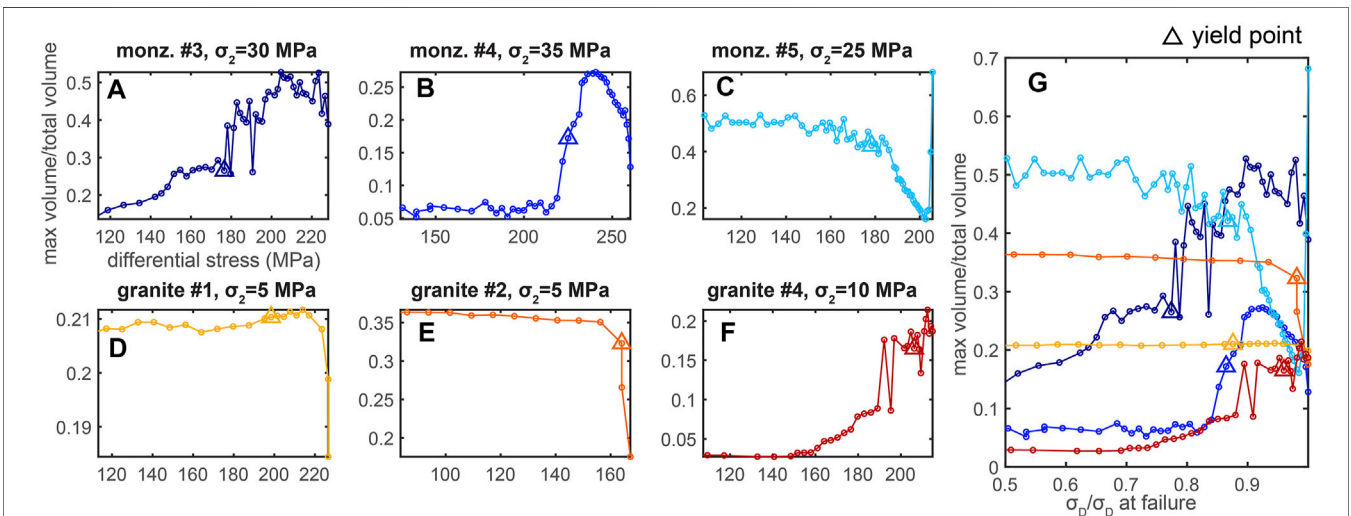 monz. #3, σ2=30 MPa
monz. #4, σ2=35 MPa
monz. #5, σ2=25 MPa
△ yield point
max volume/total volume
A
0.5
0.4
0.3
0.2
120 140 160 180 200 220
differential stress (MPa)
B
0.25
0.2
0.15
0.1
0.05
150 200 250
C
0.6
0.4
0.2
120 140 160 180 200
granite #1, σ2=5 MPa
granite #2, σ2=5 MPa
granite #4, σ2=10 MPa
D
0.21
0.2
0.19
120 140 160 180 200 220
E
0.35
0.3
0.25
0.2
100 120 140 160
F
0.2
0.15
0.1
0.05
120 140 160 180 200
G
max volume/total volume
0.7
0.6
0.5
0.4
0.3
0.2
0.1
0
0.5 0.6 0.7 0.8 0.9
σD/σD at failure